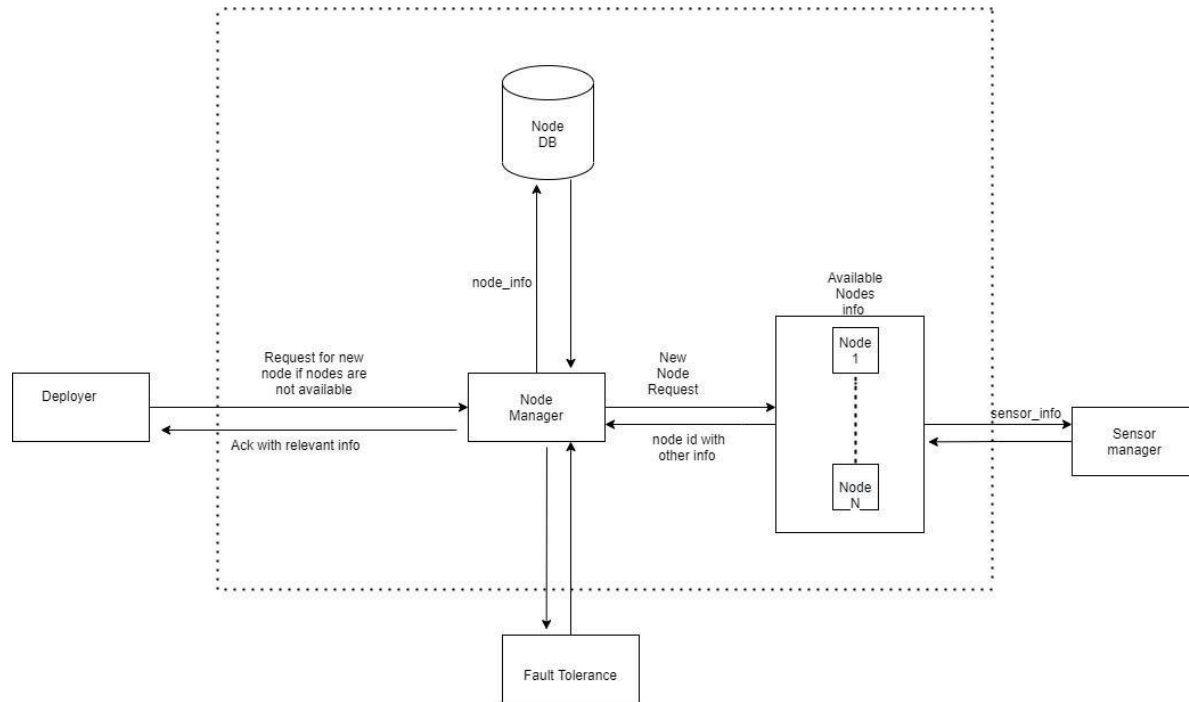 Node
DB
node_info
Available
Nodes
info
Node
1
Request for new
node if nodes are
not available
New
Node
Request
Deployer
Node
Manager
sensor_info
Ack with relevant info
node id with
other info
Sensor
manager
Node
N
Fault Tolerance